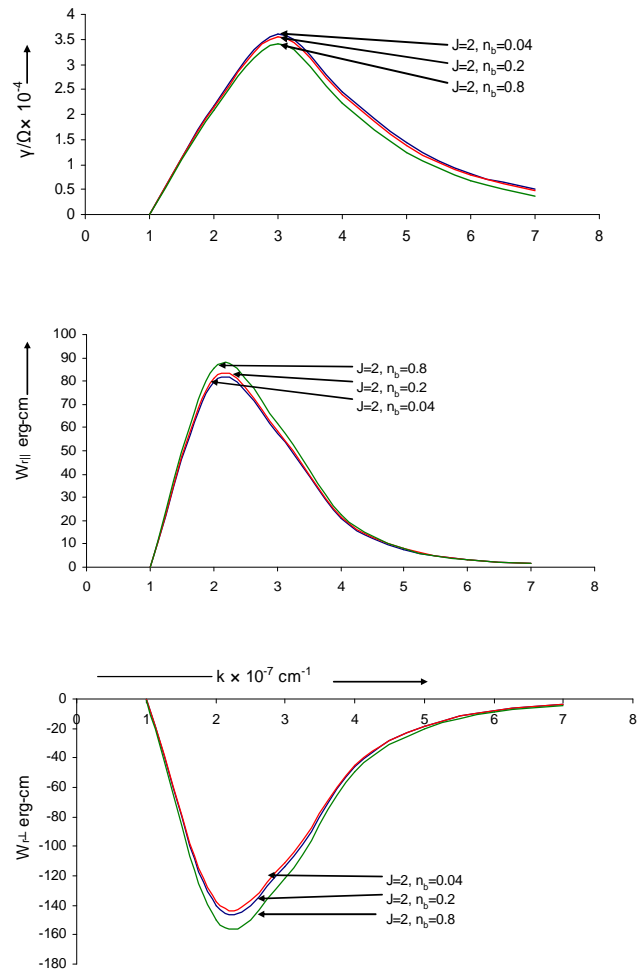 γ/Ω× 10⁻⁴
4
3.5
3
2.5
2
1.5
1
0.5
0
J=2, n_b=0.04
J=2, n_b=0.2
J=2, n_b=0.8
0 1 2 3 4 5 6 7 8
W_r|| erg-cm
100
90
80
70
60
50
40
30
20
10
0
J=2, n_b=0.8
J=2, n_b=0.2
J=2, n_b=0.04
0 1 2 3 4 5 6 7 8
k × 10⁻⁷ cm⁻¹
0 1 2 3 4 5 6 7 8
W_r⊥ erg-cm
0
-20
-40
-60
-80
-100
-120
-140
-160
-180
J=2, n_b=0.04
J=2, n_b=0.2
J=2, n_b=0.8